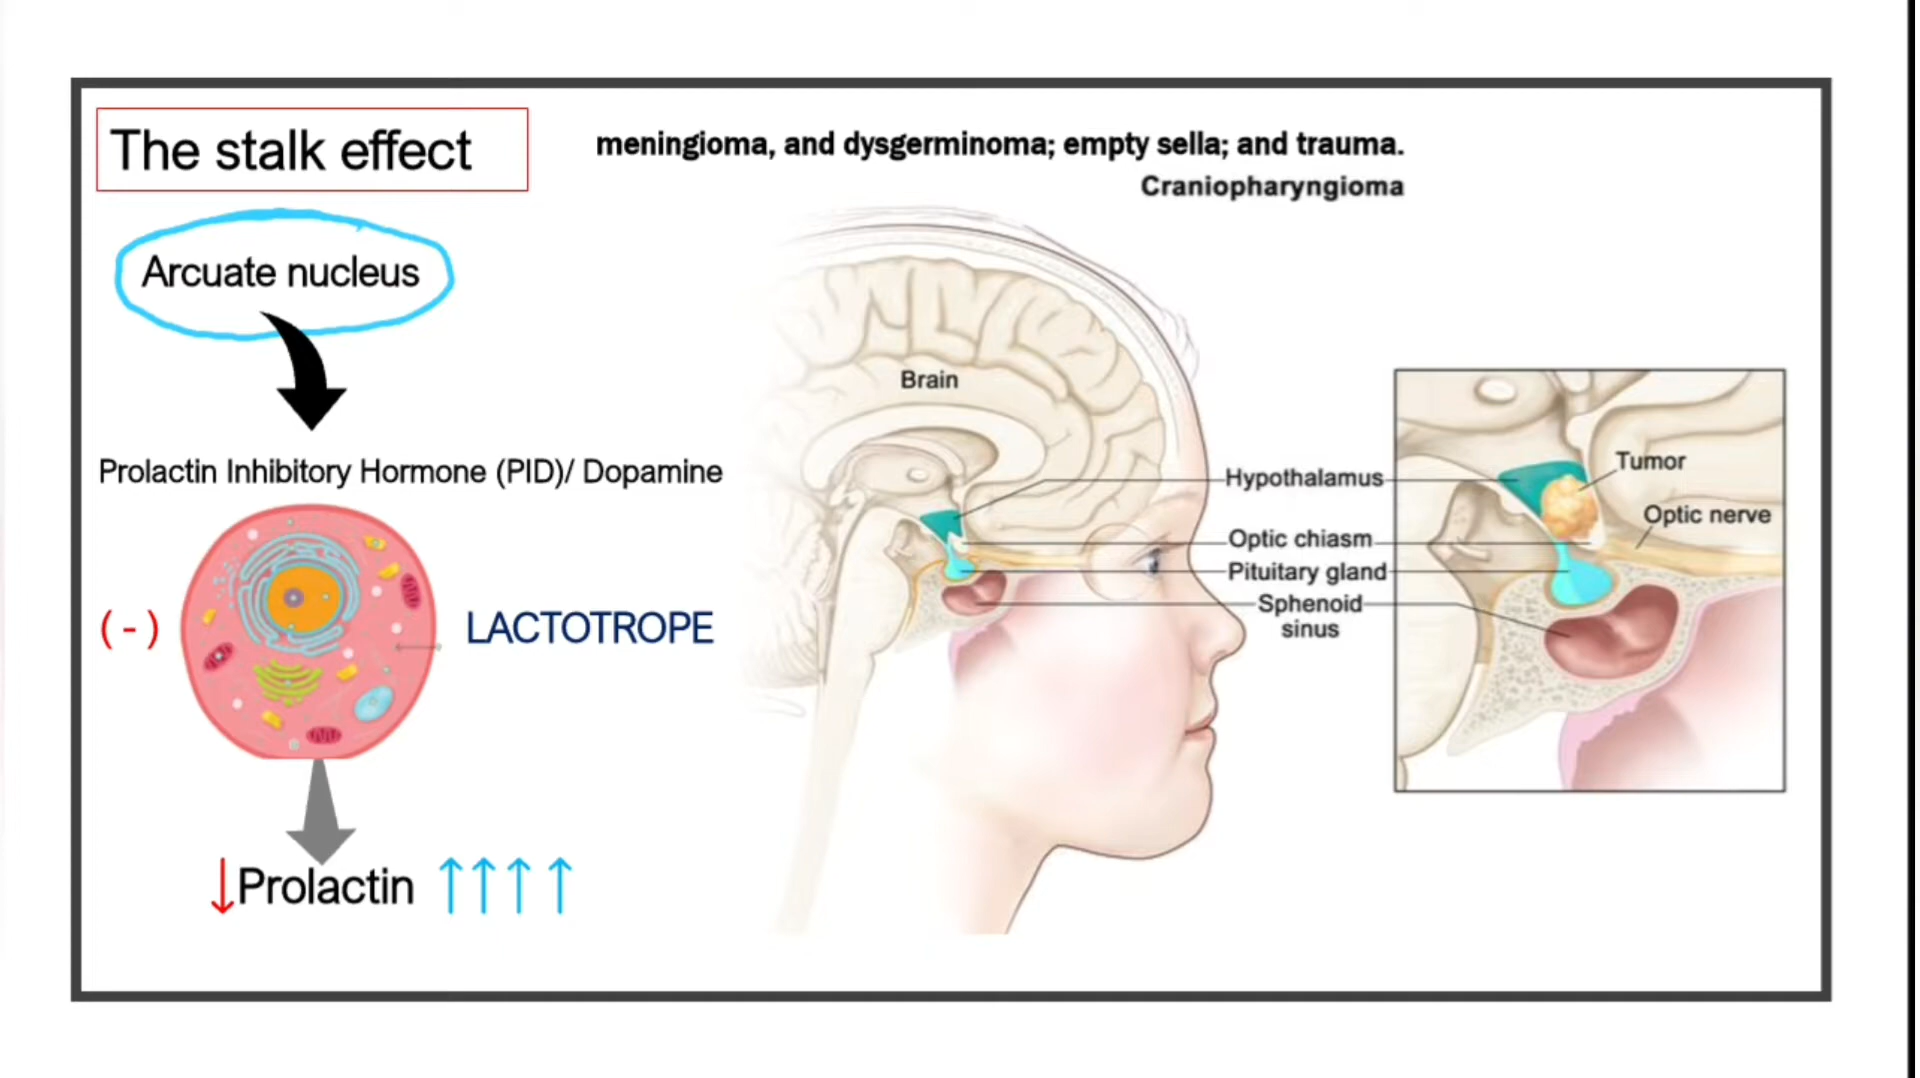 The stalk effect
meningioma, and dysgerminoma; empty sella; and trauma.
Craniopharyngioma
Arcuate nucleus
Prolactin Inhibitory Hormone (PID)/ Dopamine
(-)
LACTOTROPE
↓Prolactin ↑↑↑↑
Brain
Hypothalamus
Optic chiasm
Pituitary gland
Sphenoid
sinus
Tumor
Optic nerve